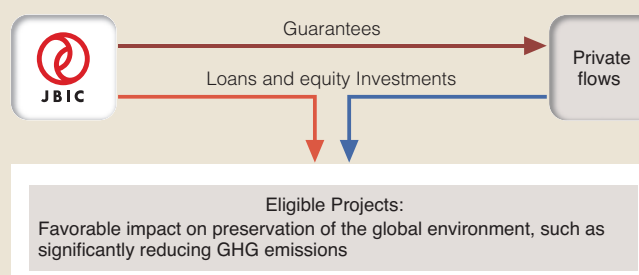 Guarantees
JBIC
Private
flows
Loans and equity Investments
Eligible Projects:
Favorable impact on preservation of the global environment, such as
significantly reducing GHG emissions